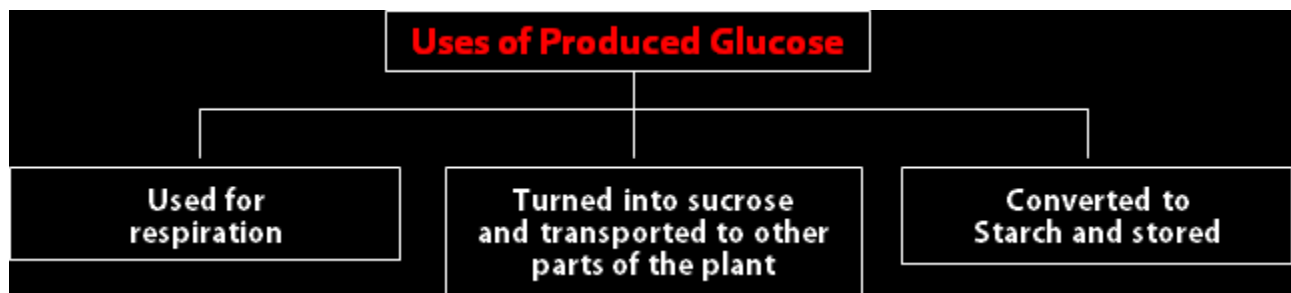 Uses of Produced Glucose
Used for
respiration
Turned into sucrose
and transported to other
parts of the plant
Converted to
Starch and stored